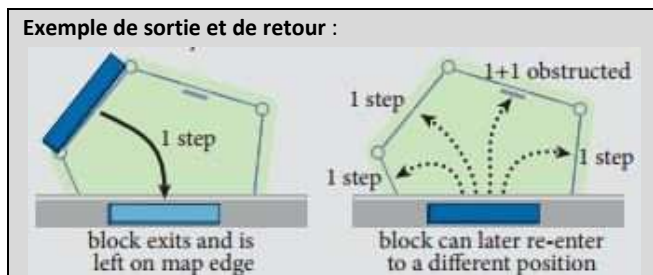 Exemple de sortie et de retour :
1 step
block exits and is
left on map edge
1+1 obstructed
1 step
1 step
1 step
block can later re-enter
to a different position